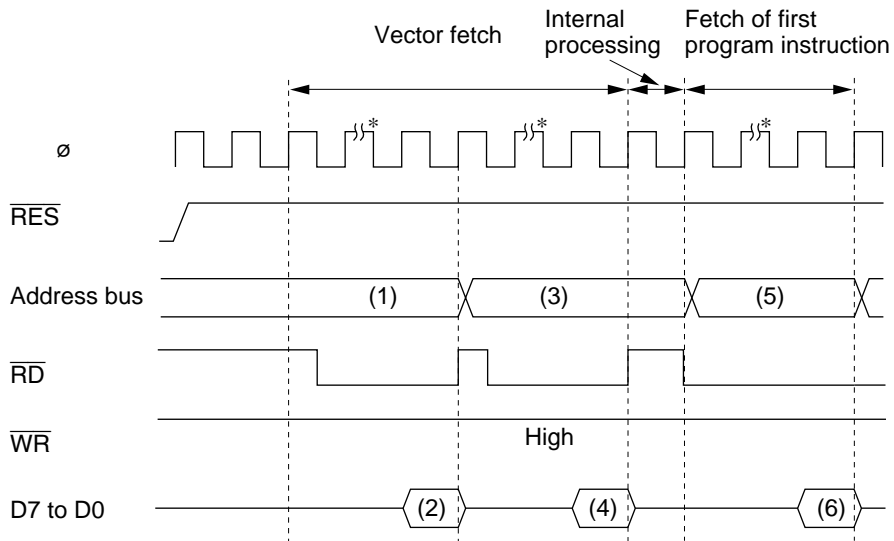 Vector fetch
Internal
processing
Fetch of first
program instruction
*
*
*
ø
RES
Address bus
(1)
(3)
(5)
RD
WR
High
D7 to D0
(2)
(4)
(6)